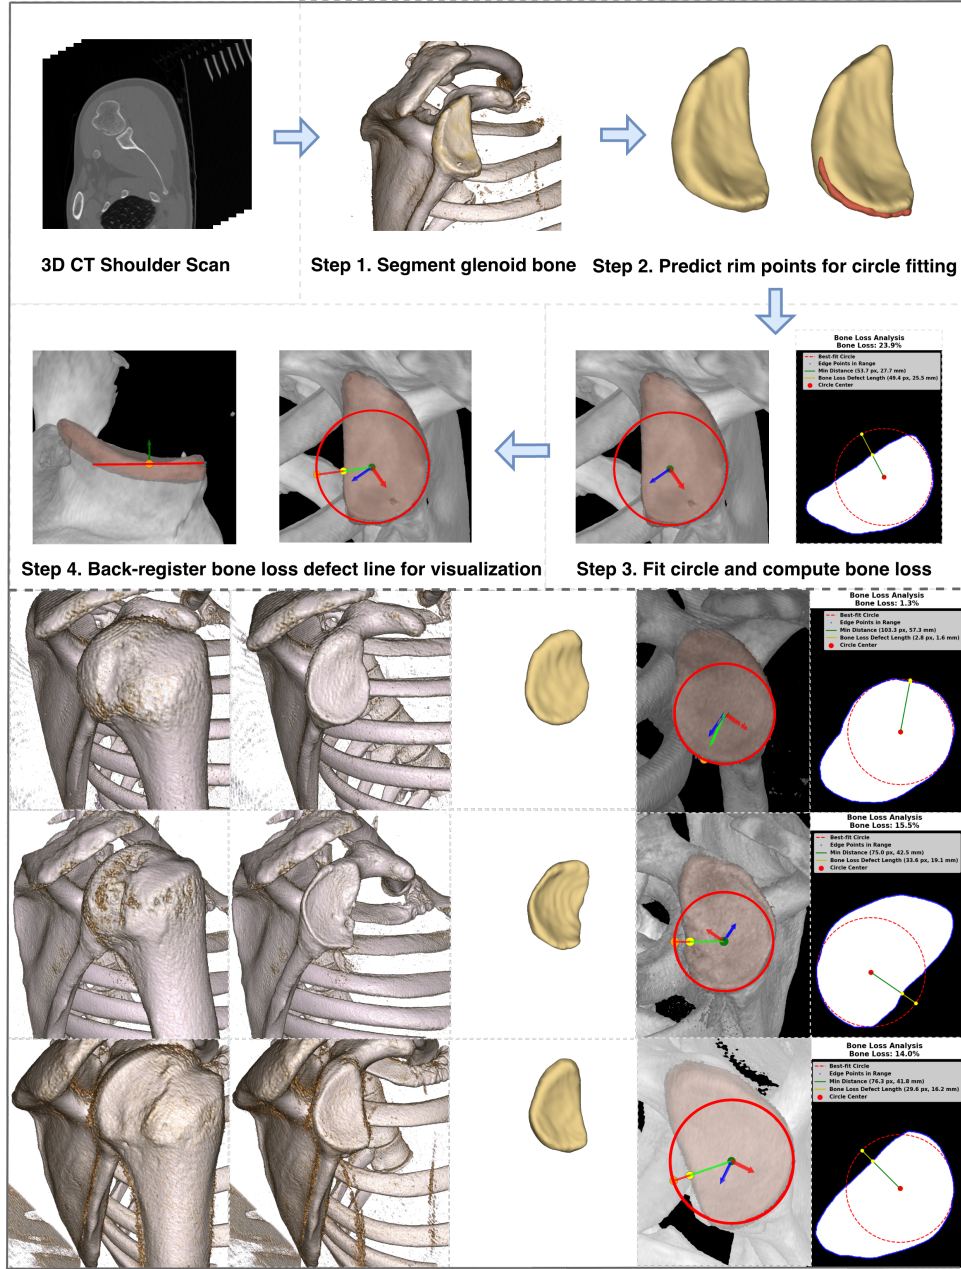 3D CT Shoulder Scan
Step 1. Segment glenoid bone
Step 2. Predict rim points for circle fitting
Bone Loss Analysis
Bone Loss: 23.9%
Best-fit Circle
Edge Points in Range
Min Distance (53.7 px, 27.7 mm)
Bone Loss Defect Length (49.4 px, 25.5 mm)
Circle Center
Step 4. Back-register bone loss defect line for visualization
Step 3. Fit circle and compute bone loss
Bone Loss Analysis
Bone Loss: 1.3%
Best-fit Circle
Edge Points in Range
Min Distance (103.3 px, 57.3 mm)
Bone Loss Defect Length (2.8 px, 1.6 mm)
Circle Center
Bone Loss Analysis
Bone Loss: 15.5%
Best-fit Circle
Edge Points in Range
Min Distance (75.0 px, 42.5 mm)
Bone Loss Defect Length (33.6 px, 19.1 mm)
Circle Center
Bone Loss Analysis
Bone Loss: 14.0%
Best-fit Circle
Edge Points in Range
Min Distance (76.3 px, 41.8 mm)
Bone Loss Defect Length (29.6 px, 16.2 mm)
Circle Center